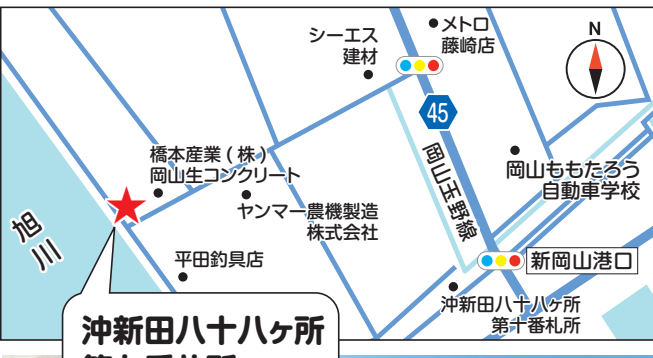 メトロ
藤崎店
シーエス
建材
N
45
橋本産業(株)
岡山生コンクリート
岡山ももたろう
自動車学校
岡山玉野線
ヤンマー農機製造
株式会社
旭川
平田釣具店
新岡山港口
沖新田八十八ヶ所
第十番札所
沖新田八十八ヶ所